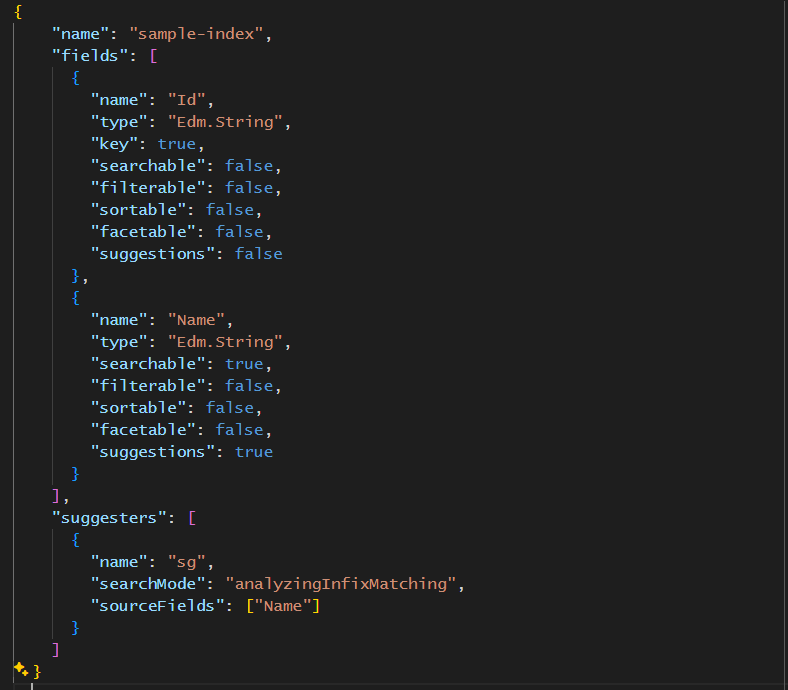 {
"name": "sample-index",
"fields": [
{
"name": "Id",
"type": "Edm.String",
"key": true,
"searchable": false,
"filterable": false,
"sortable": false,
"facetable": false,
"suggestions": false
},
{
"name": "Name",
"type": "Edm.String",
"searchable": true,
"filterable": false,
"sortable": false,
"facetable": false,
"suggestions": true
}
],
"suggesters": [
{
"name": "sg",
"searchMode": "analyzingInfixMatching",
"sourceFields": ["Name"]
}
]
}